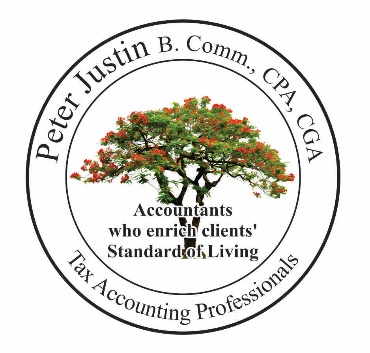 Peter Justin B. Comm., CPA, CGA
Accountants
who enrich clients'
Standard of Living
Tax Accounting Professionals